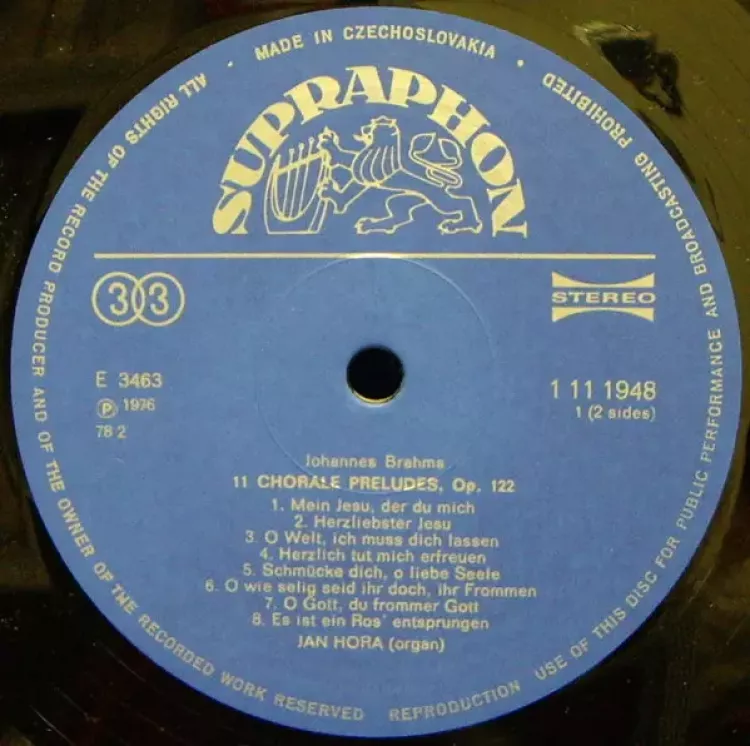 ALL RIGHTS OF THE RECORD PRODUCER AND OF THE OWNER OF THE RECORDED WORK RESERVED
REPRODUCTION
USE OF THIS DISC FOR PUBLIC PERFORMANCE AND BROADCASTING PROHIBITED
• MADE IN CZECHOSLOVAKIA •
SUPRAPHON
33
STEREO
E 3463
Ⓟ 1976
78 2
1 11 1948
1 (2 sides)
Johannes Brahms
11 CHORALE PRELUDES, Op. 122
1. Mein Jesu, der du mich
2. Herzliebster Jesu
3. O Welt, ich muss dich lassen
4. Herzlich tut mich erfreuen
5. Schmücke dich, o liebe Seele
6. O wie selig seid ihr doch, ihr Frommen
7. O Gott, du frommer Gott
8. Es ist ein Ros' entsprungen
JAN HORA (organ)